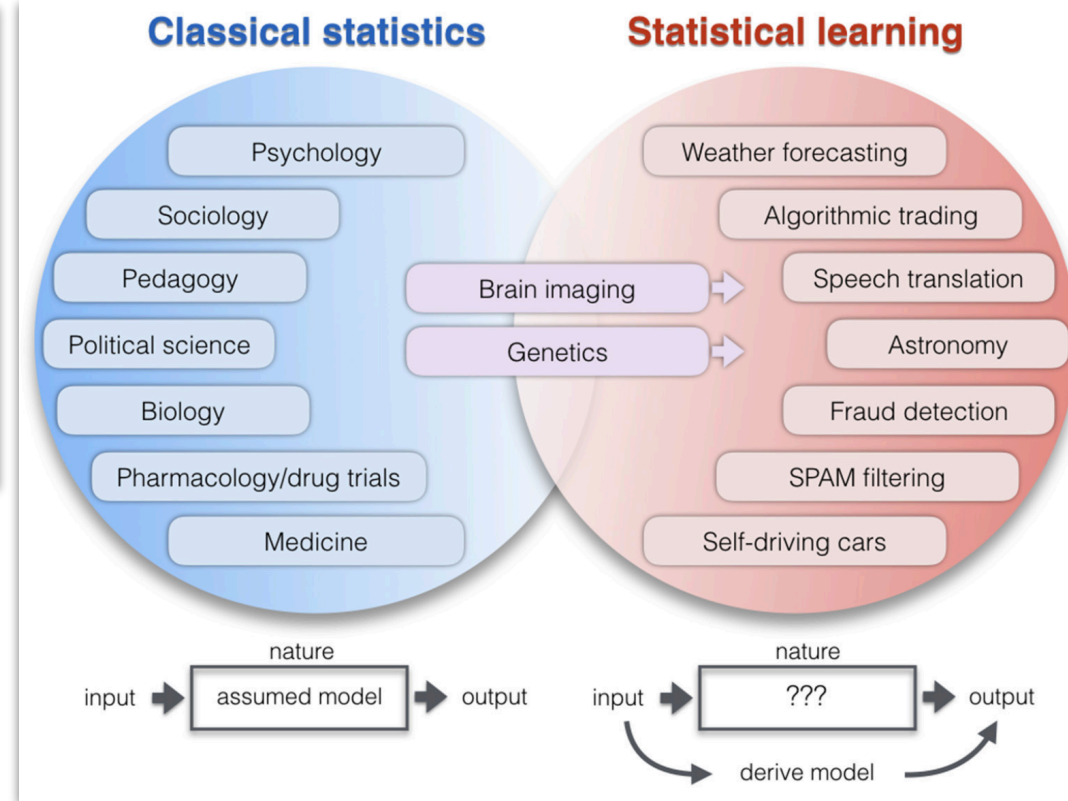 Classical statistics
Statistical learning
Psychology
Sociology
Pedagogy
Political science
Biology
Pharmacology/drug trials
Medicine
Brain imaging
Genetics
Weather forecasting
Algorithmic trading
Speech translation
Astronomy
Fraud detection
SPAM filtering
Self-driving cars
nature
input
assumed model
output
nature
input
???
output
derive model